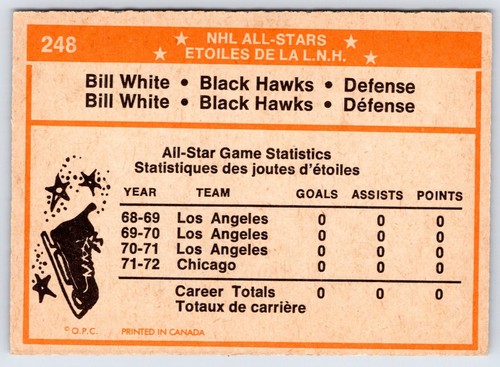 248
NHL ALL-STARS
ETOILES DE LA L.N.H.
Bill White • Black Hawks • Defense
Bill White • Black Hawks • Défense
All-Star Game Statistics
Statistiques des joutes d'étoiles
YEAR TEAM GOALS ASSISTS POINTS
68-69 Los Angeles 0 0 0
69-70 Los Angeles 0 0 0
70-71 Los Angeles 0 0 0
71-72 Chicago 0 0 0
Career Totals 0 0 0
Totaux de carrière
© O.P.C. PRINTED IN CANADA